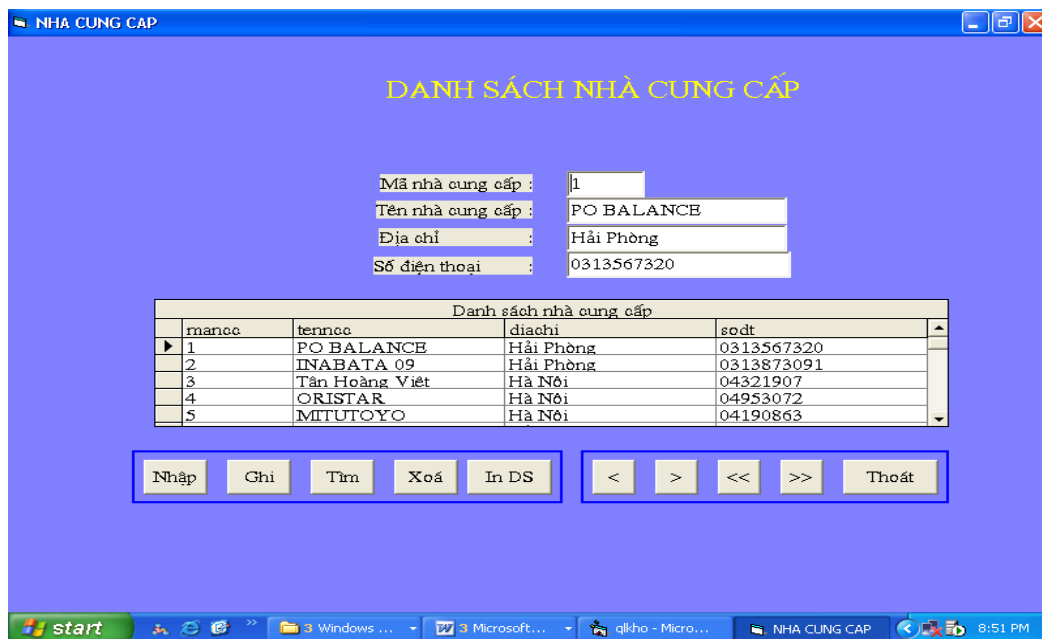 NHA CUNG CAP
DANH SÁCH NHÀ CUNG CẤP
Mã nhà cung cấp : 1
Tên nhà cung cấp : PO BALANCE
Địa chỉ : Hải Phòng
Số điện thoại : 0313567320
Danh sách nhà cung cấp
mancc tenncc diachi sodt
1 PO BALANCE Hải Phòng 0313567320
2 INABATA 09 Hải Phòng 0313873091
3 Tân Hoàng Việt Hà Nội 04321907
4 ORISTAR Hà Nội 04953072
5 MITUTOYO Hà Nội 04190863
Nhập Ghi Tìm Xoá In DS < > << >> Thoát
start 3 Windows ... 3 Microsoft... qlkho - Micro... NHA CUNG CAP 8:51 PM